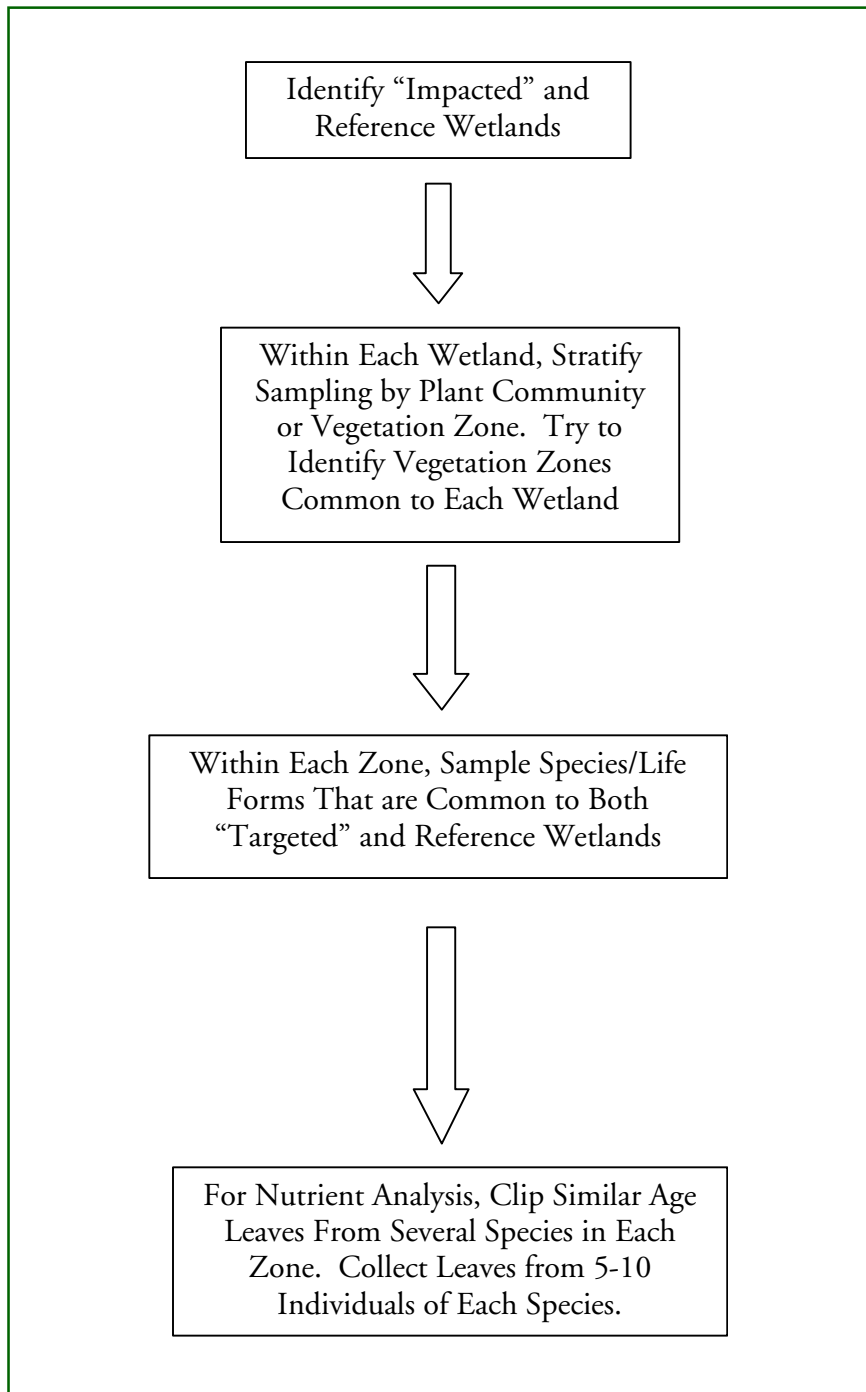 Identify “Impacted” and
Reference Wetlands
Within Each Wetland, Stratify
Sampling by Plant Community
or Vegetation Zone.  Try to
Identify Vegetation Zones
Common to Each Wetland
Within Each Zone, Sample Species/Life
Forms That are Common to Both
“Targeted” and Reference Wetlands
For Nutrient Analysis, Clip Similar Age
Leaves From Several Species in Each
Zone.  Collect Leaves from 5-10
Individuals of Each Species.